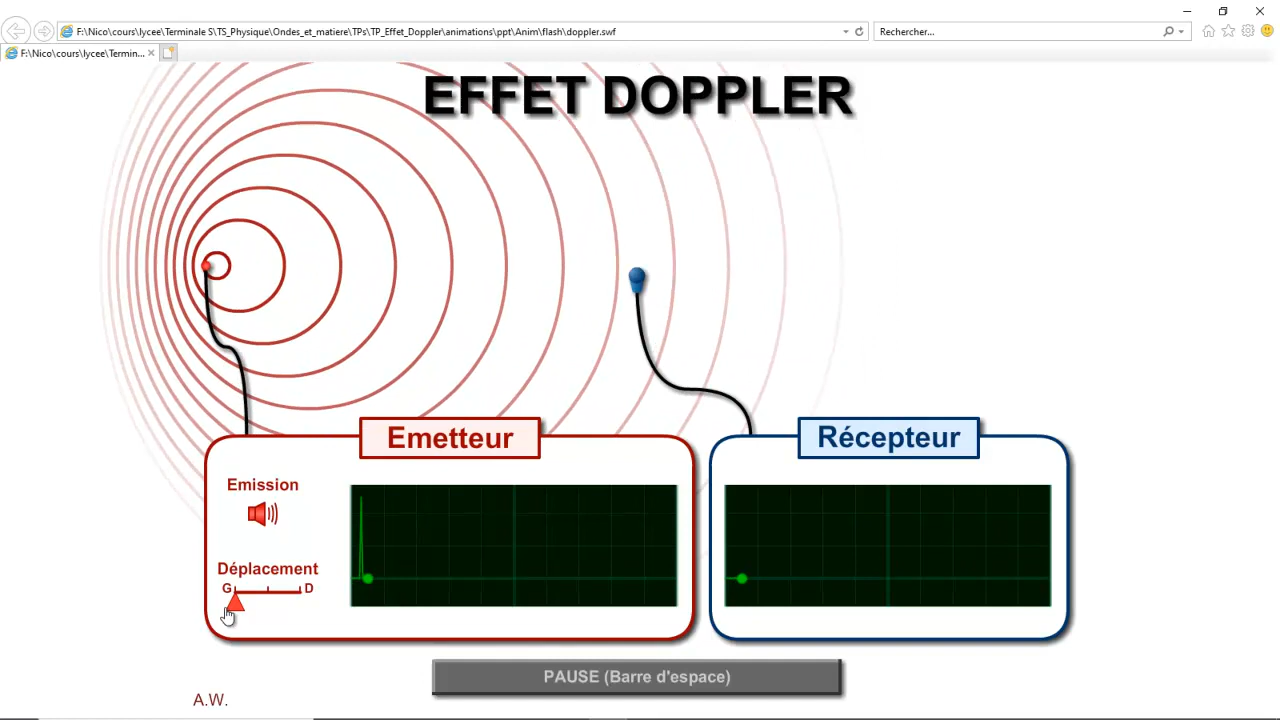 F:\Nico\cours\lycee\Terminale S\TS_Physique\Ondes_et_matiere\TPs\TP_Effet_Doppler\animations\ppt\Anim\flash\doppler.swf
Rechercher...
F:\Nico\cours\lycee\Termin...
EFFET DOPPLER
Emetteur
Récepteur
Emission
Déplacement
G D
PAUSE (Barre d'espace)
A.W.